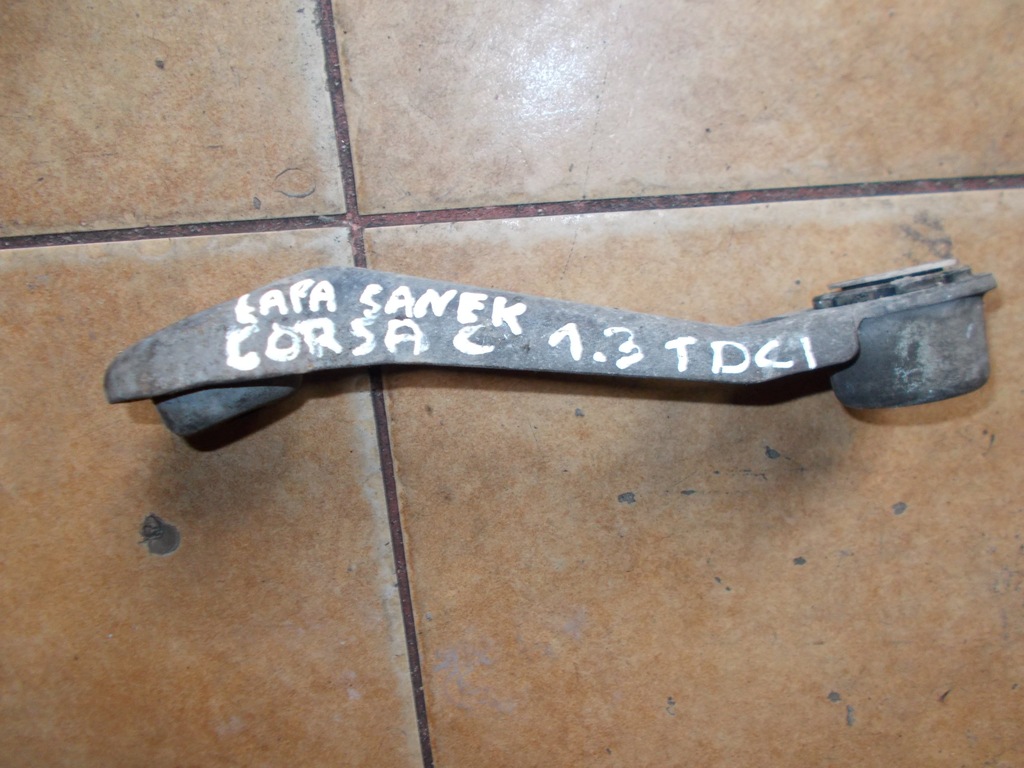 ŁAPA SANEK
CORSA C 1.3 TDCI